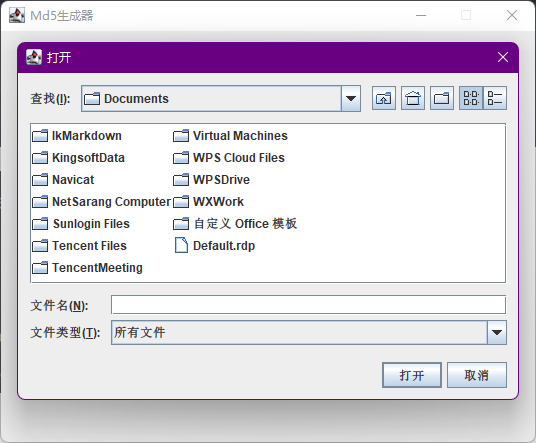 Md5生成器
打开
查找(I): Documents
lkMarkdown
KingsoftData
Navicat
NetSarang Computer
Sunlogin Files
Tencent Files
TencentMeeting
Virtual Machines
WPS Cloud Files
WPSDrive
WXWork
自定义 Office 模板
Default.rdp
文件名(N):
文件类型(T): 所有文件
打开 取消